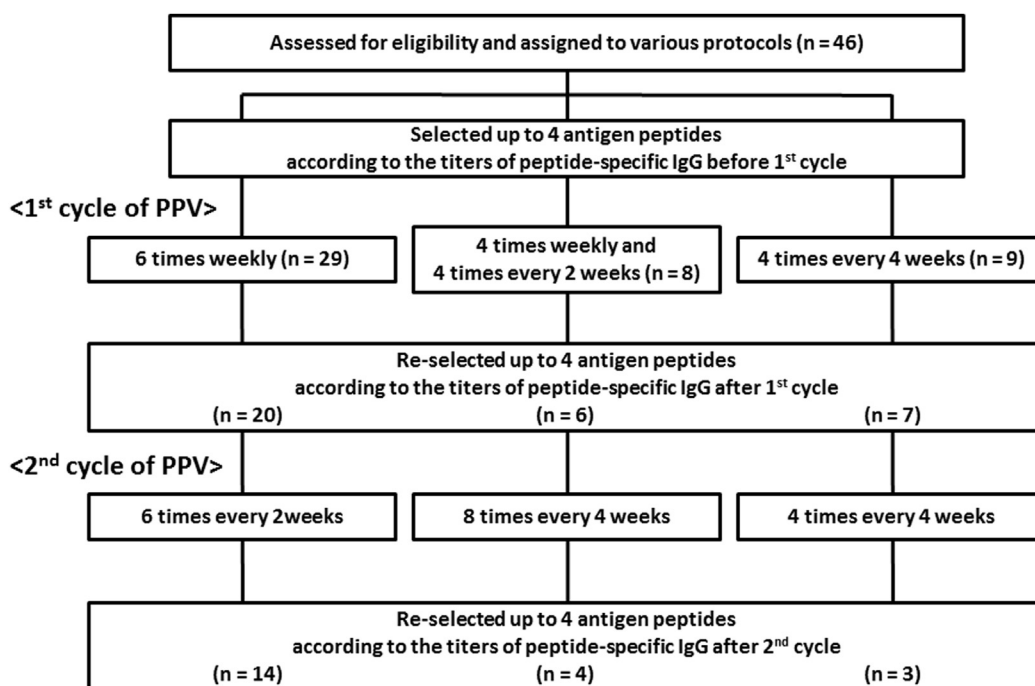 Assessed for eligibility and assigned to various protocols (n = 46)
Selected up to 4 antigen peptides
according to the titers of peptide-specific IgG before 1st cycle
<1st cycle of PPV>
6 times weekly (n = 29)
4 times weekly and
4 times every 2 weeks (n = 8)
4 times every 4 weeks (n = 9)
Re-selected up to 4 antigen peptides
according to the titers of peptide-specific IgG after 1st cycle
(n = 20) (n = 6) (n = 7)
<2nd cycle of PPV>
6 times every 2weeks
8 times every 4 weeks
4 times every 4 weeks
Re-selected up to 4 antigen peptides
according to the titers of peptide-specific IgG after 2nd cycle
(n = 14) (n = 4) (n = 3)